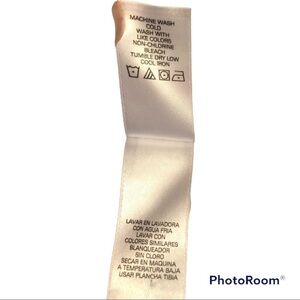 MACHINE WASH
COLD
WASH WITH
LIKE COLORS
NON-CHLORINE
BLEACH
TUMBLE DRY LOW
COOL IRON
LAVAR EN LAVADORA
CON AGUA FRIA
LAVAR CON
COLORES SIMILARES
BLANQUEADOR
SIN CLORO
SECAR EN MAQUINA
A TEMPERATURA BAJA
USAR PLANCHA TIBIA
PhotoRoom®